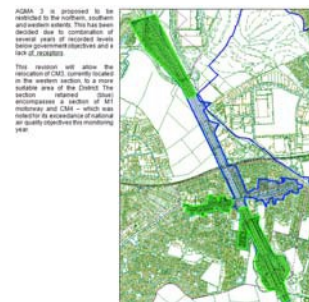 AQMA 3 is proposed to be
restricted to the northern, southern
and western extents. This has been
decided due to combination of
several years of recorded levels
below government objectives and a
lack of receptors.
This revision will allow the
relocation of CM3, currently located
in the western section, to a more
suitable area of the District. The
section retained (blue)
encompasses a section of M1
motorway and CM4 – which was
noted for its exceedance of national
air quality objectives this monitoring
year.